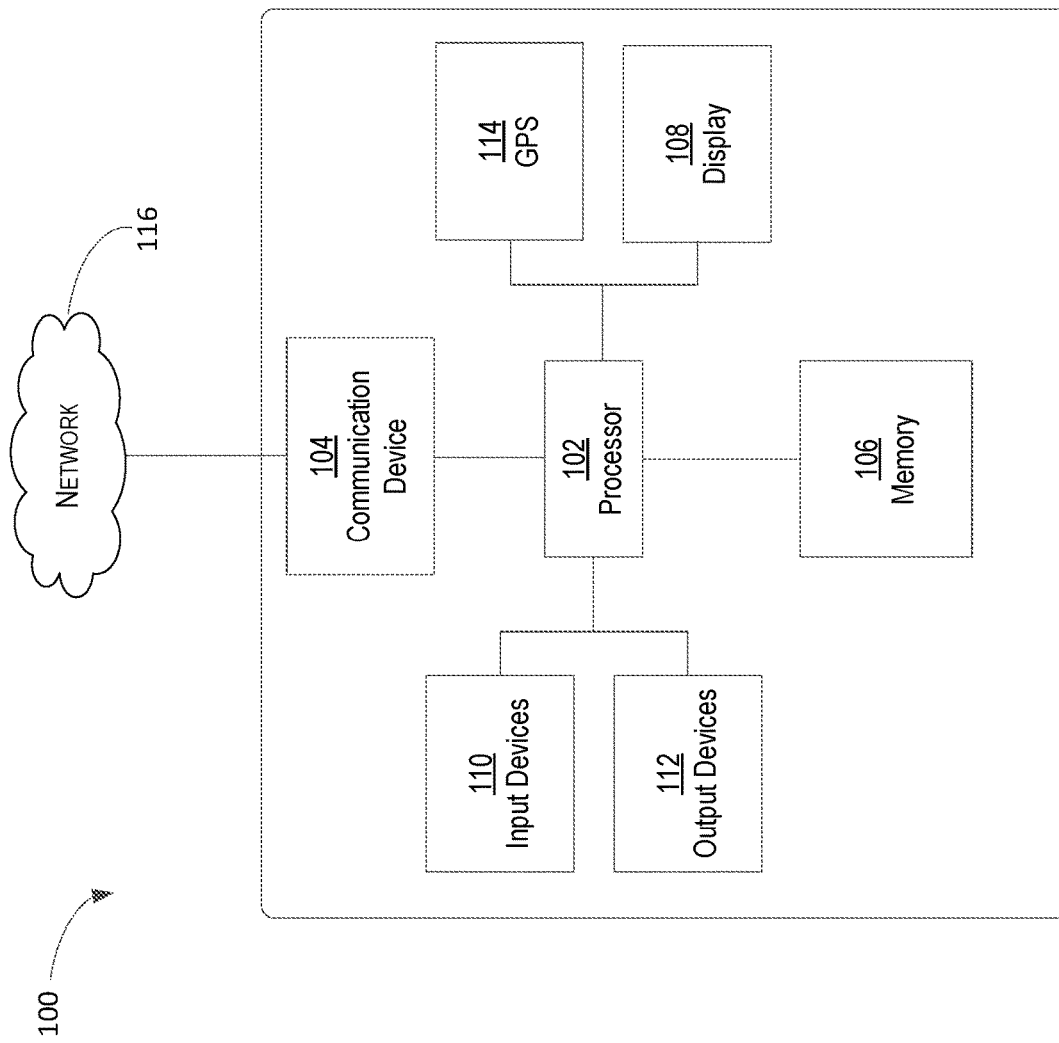 100
NETWORK
116
104
Communication
Device
110
Input Devices
112
Output Devices
102
Processor
114
GPS
108
Display
106
Memory